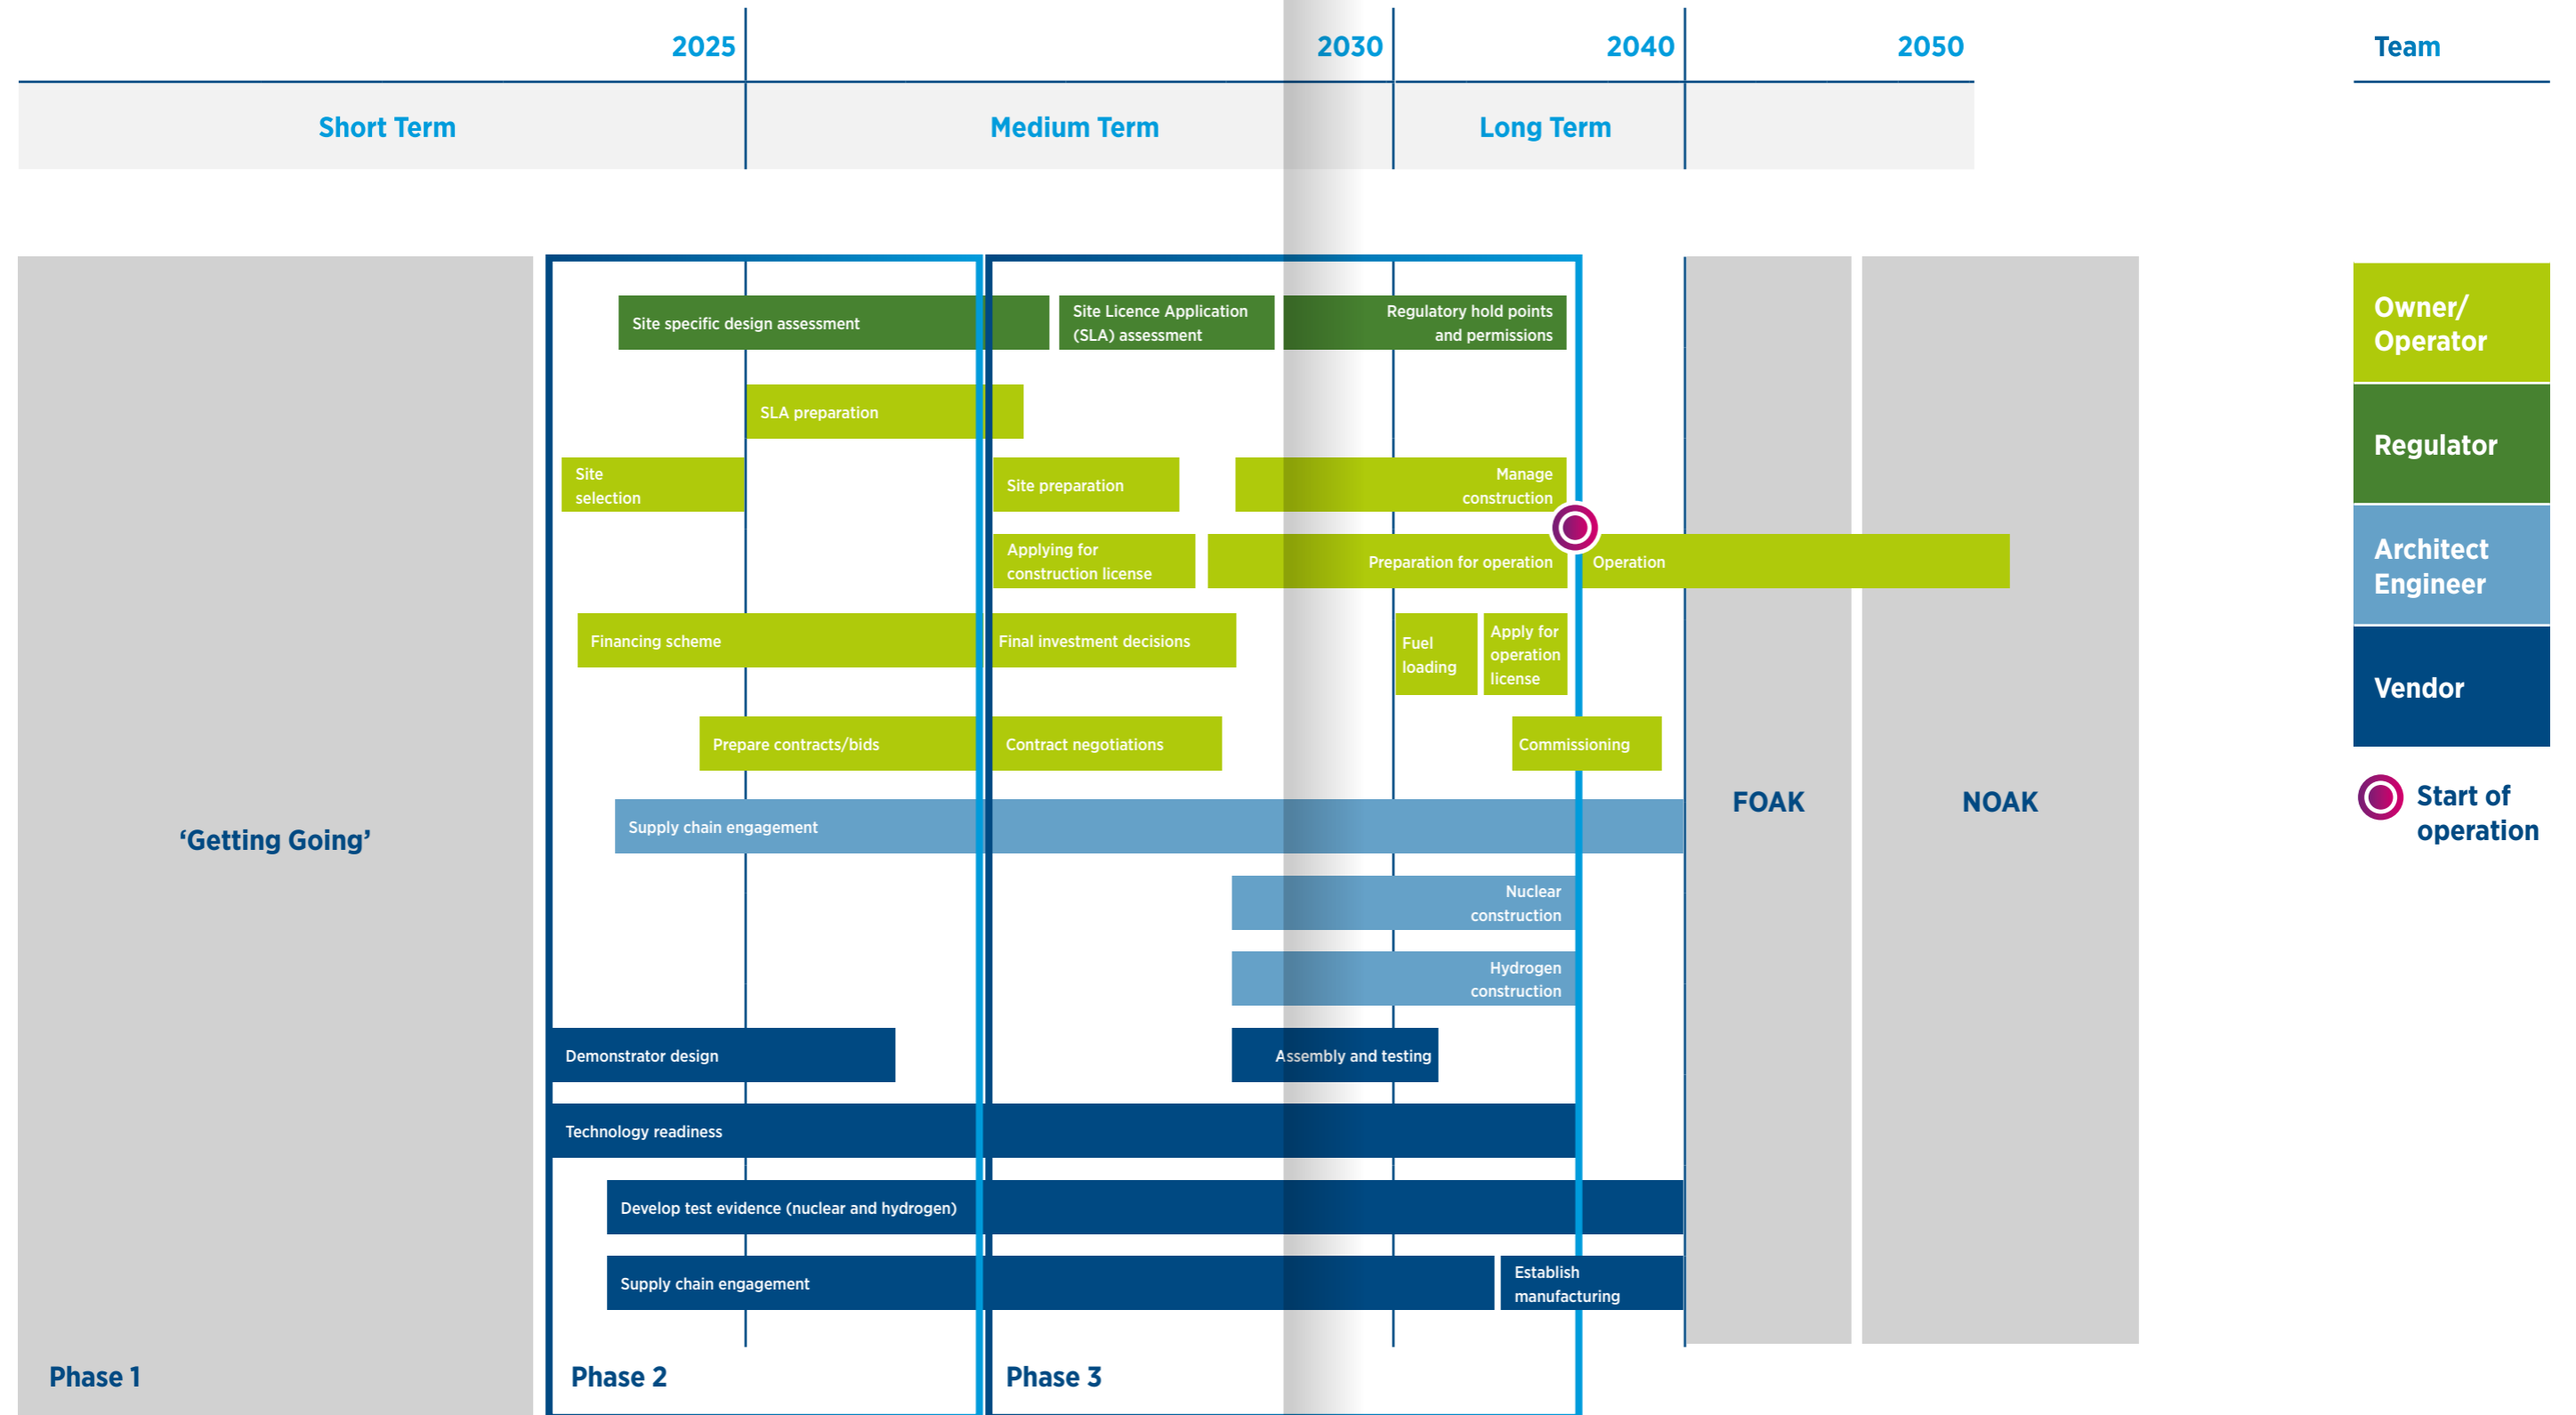 2025
2030
2040
2050
Team
Short Term
Medium Term
Long Term
Site specific design assessment
Site Licence Application
(SLA) assessment
Regulatory hold points
and permissions
SLA preparation
Site
selection
Site preparation
Manage
construction
Applying for
construction license
Preparation for operation
Operation
Financing scheme
Final investment decisions
Fuel
loading
Apply for
operation
license
Prepare contracts/bids
Contract negotiations
Commissioning
Supply chain engagement
Nuclear
construction
Hydrogen
construction
Demonstrator design
Assembly and testing
Technology readiness
Develop test evidence (nuclear and hydrogen)
Supply chain engagement
Establish
manufacturing
‘Getting Going’
FOAK
NOAK
Phase 1
Phase 2
Phase 3
Owner/
Operator
Regulator
Architect
Engineer
Vendor
Start of
operation